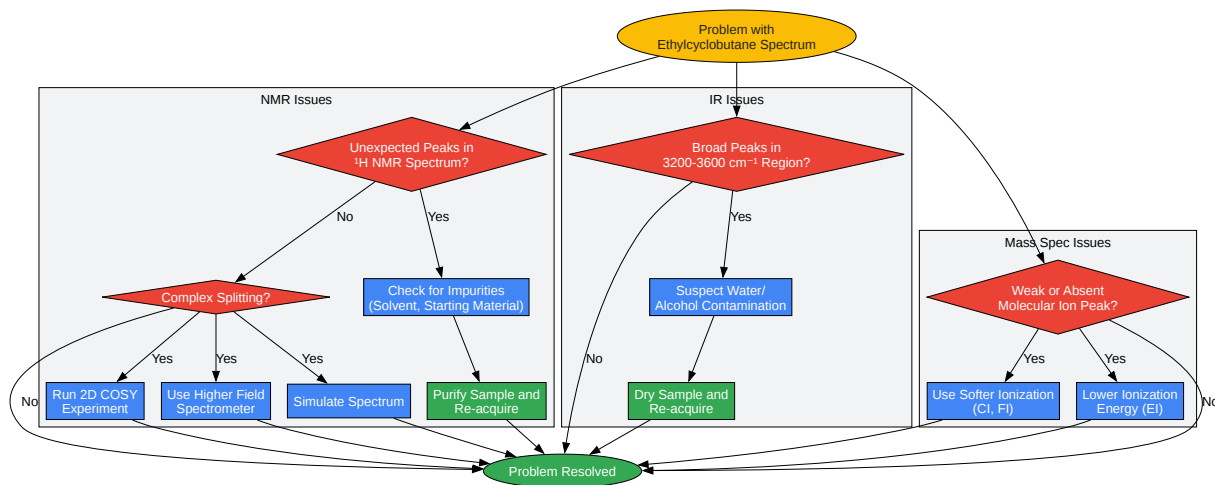 Problem with
Ethylcyclobutane Spectrum
NMR Issues
IR Issues
Unexpected Peaks in
¹H NMR Spectrum?
Broad Peaks in
3200-3600 cm⁻¹ Region?
No
Yes
Yes
Mass Spec Issues
Complex Splitting?
Check for Impurities
(Solvent, Starting Material)
Suspect Water/
Alcohol Contamination
Weak or Absent
Molecular Ion Peak?
Yes
Yes
Yes
No
Yes
Yes
No
Run 2D COSY
Experiment
Use Higher Field
Spectrometer
Simulate Spectrum
Purify Sample and
Re-acquire
Dry Sample and
Re-acquire
Use Softer Ionization
(CI, FI)
Lower Ionization
Energy (EI)
No
Problem Resolved